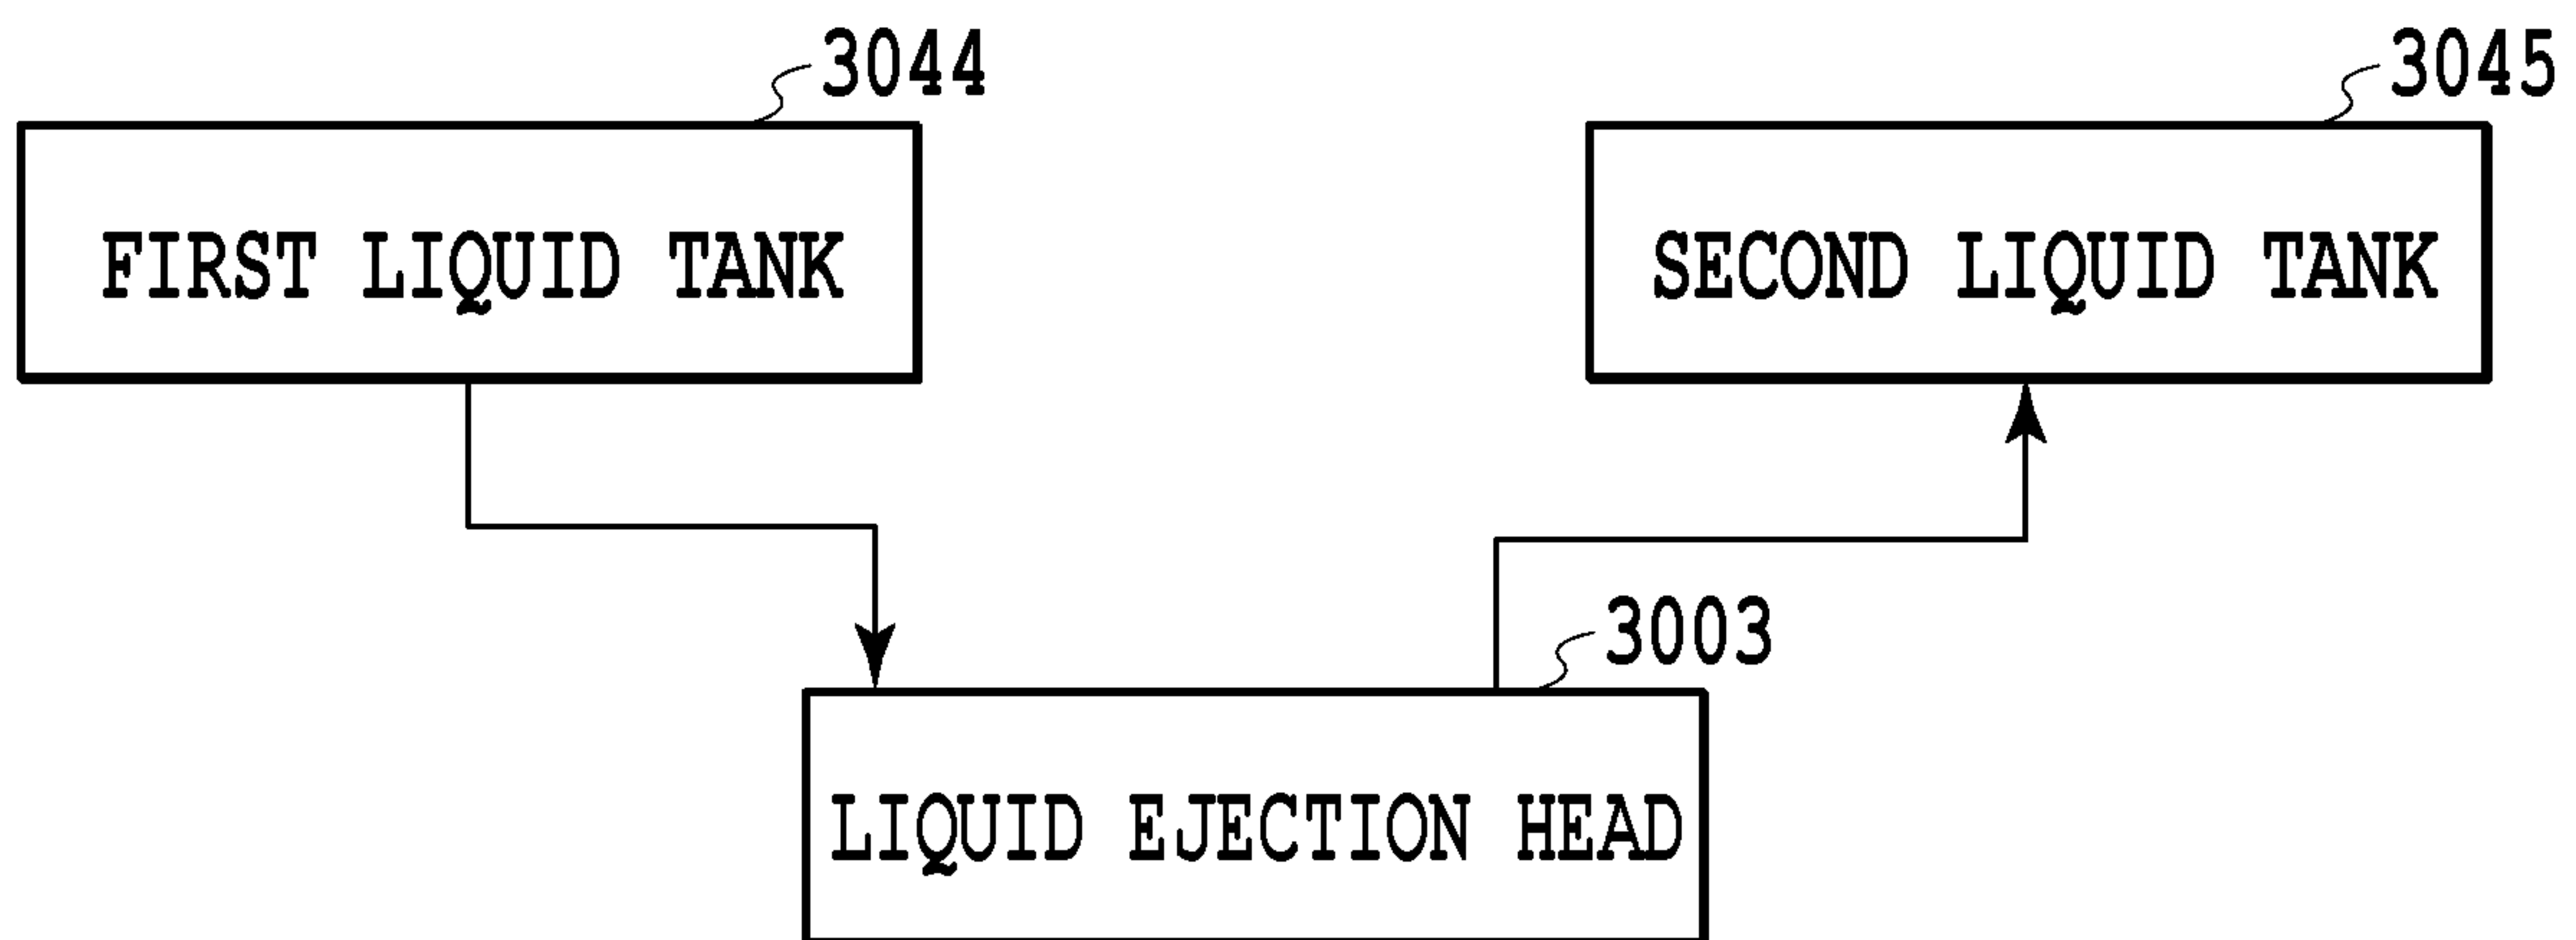 3044
3045
FIRST LIQUID TANK
SECOND LIQUID TANK
3003
LIQUID EJECTION HEAD